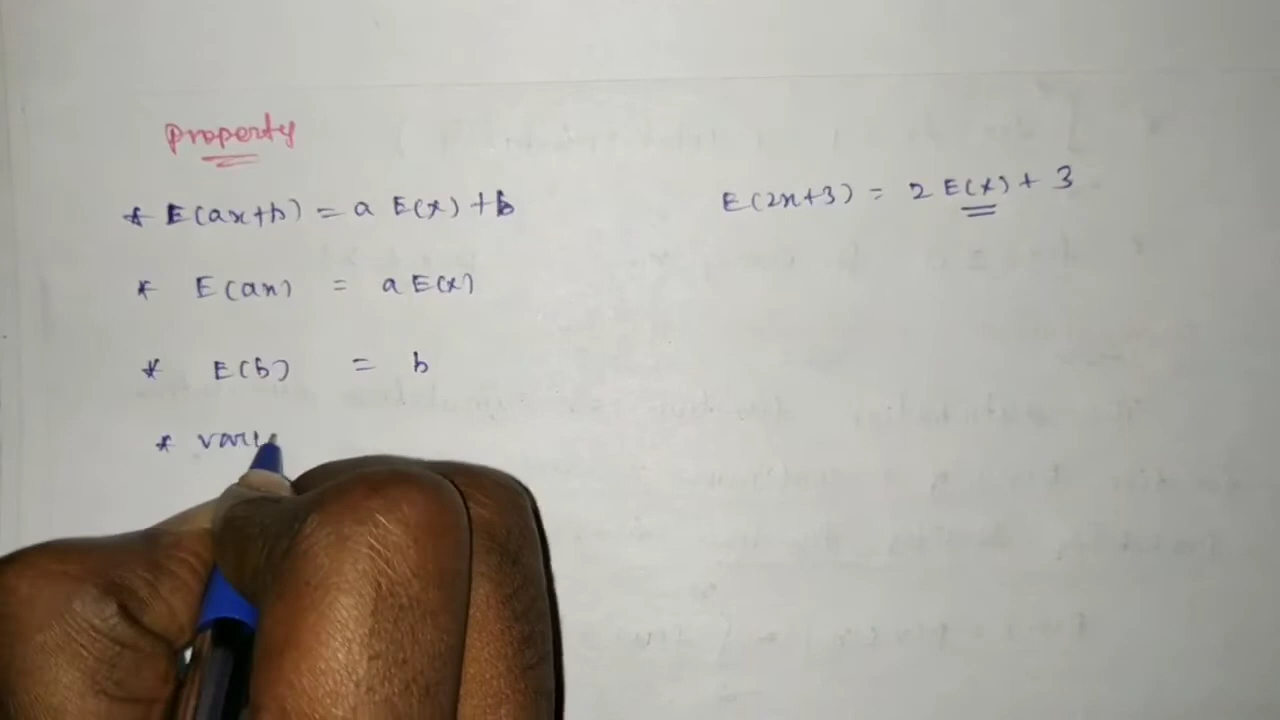 Property
* E(ax+b) = a E(x) + b
E(2x+3) = 2 E(x) + 3
* E(ax) = a E(x)
* E(b) = b
* var